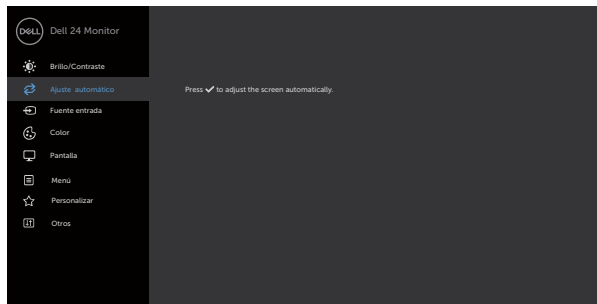 DELL
Dell 24 Monitor
Brillo/Contraste
Ajuste automático
Press ✓ to adjust the screen automatically.
Fuente entrada
Color
Pantalla
Menú
Personalizar
Otros